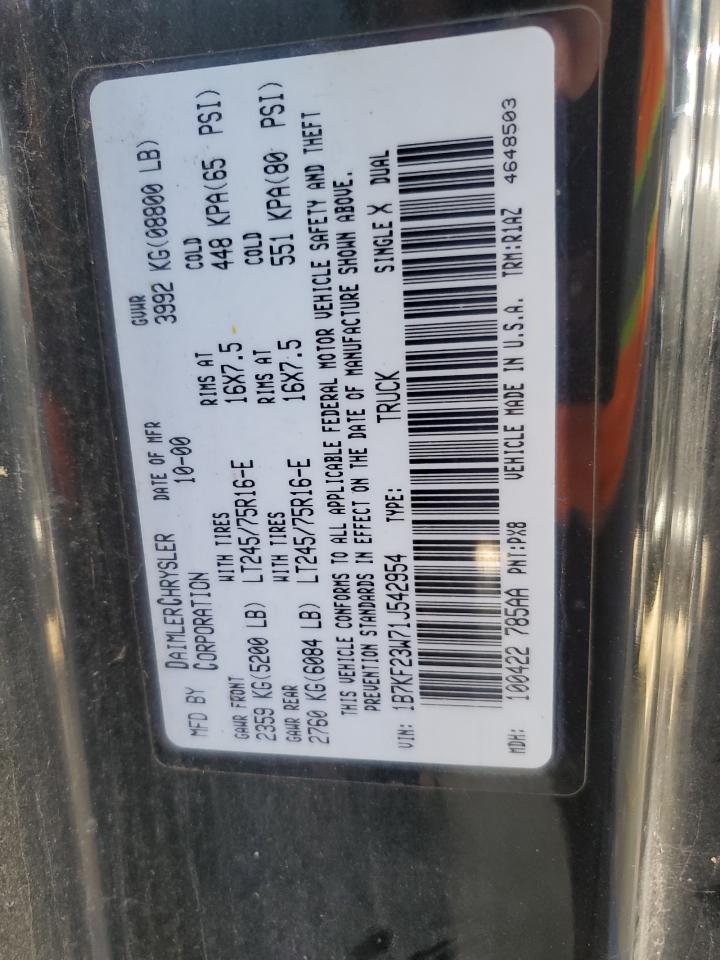 MFD BY DAIMLERCHRYSLER CORPORATION
DATE OF MFR 10-00
GVWR 3992 KG(08800 LB)
GAWR FRONT WITH TIRES RIMS AT COLD
2359 KG(5200 LB) LT245/75R16-E 16X7.5 448 KPA(65 PSI)
GAWR REAR WITH TIRES RIMS AT COLD
2760 KG(6084 LB) LT245/75R16-E 16X7.5 551 KPA(80 PSI)
THIS VEHICLE CONFORMS TO ALL APPLICABLE FEDERAL MOTOR VEHICLE SAFETY AND THEFT
PREVENTION STANDARDS IN EFFECT ON THE DATE OF MANUFACTURE SHOWN ABOVE.
VIN: 1B7KF23W71J542954 TYPE: TRUCK SINGLE X DUAL
MDH: 100422 785AA PNT:PX8 VEHICLE MADE IN U.S.A. TRM:R1AZ 4648503